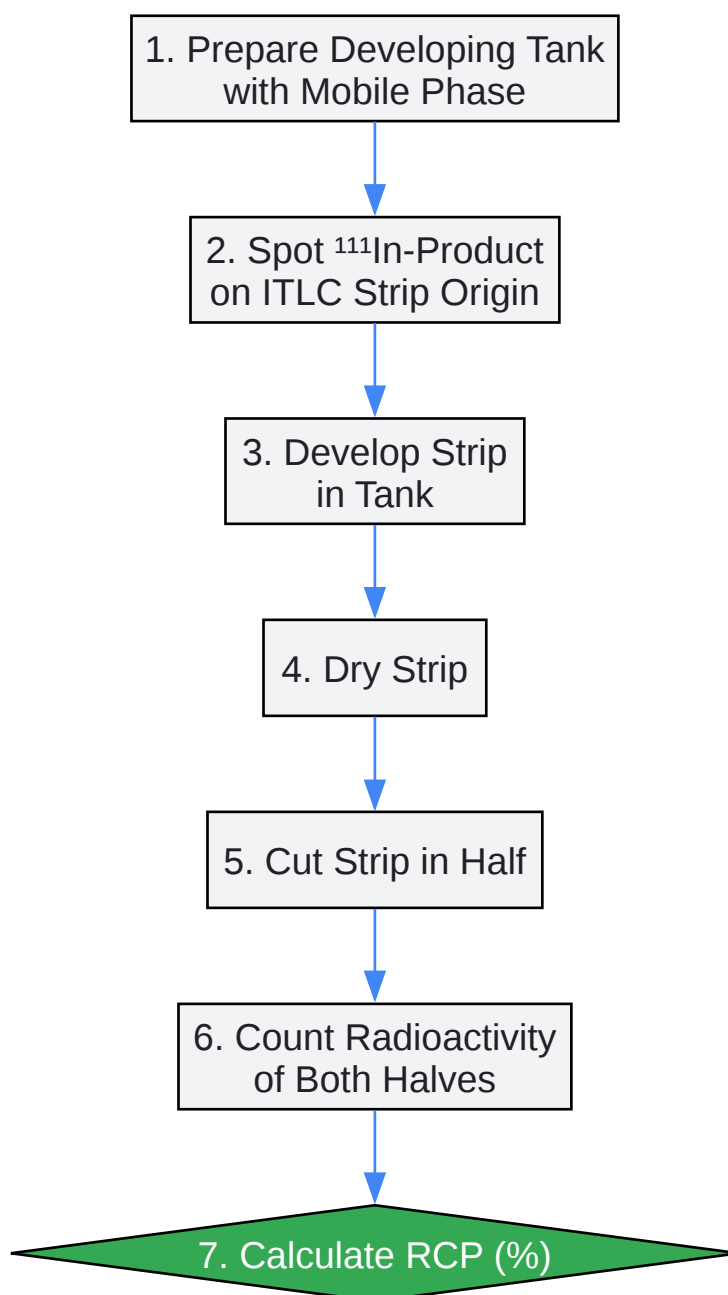 1. Prepare Developing Tank
with Mobile Phase
2. Spot ¹¹¹In-Product
on ITLC Strip Origin
3. Develop Strip
in Tank
4. Dry Strip
5. Cut Strip in Half
6. Count Radioactivity
of Both Halves
7. Calculate RCP (%)